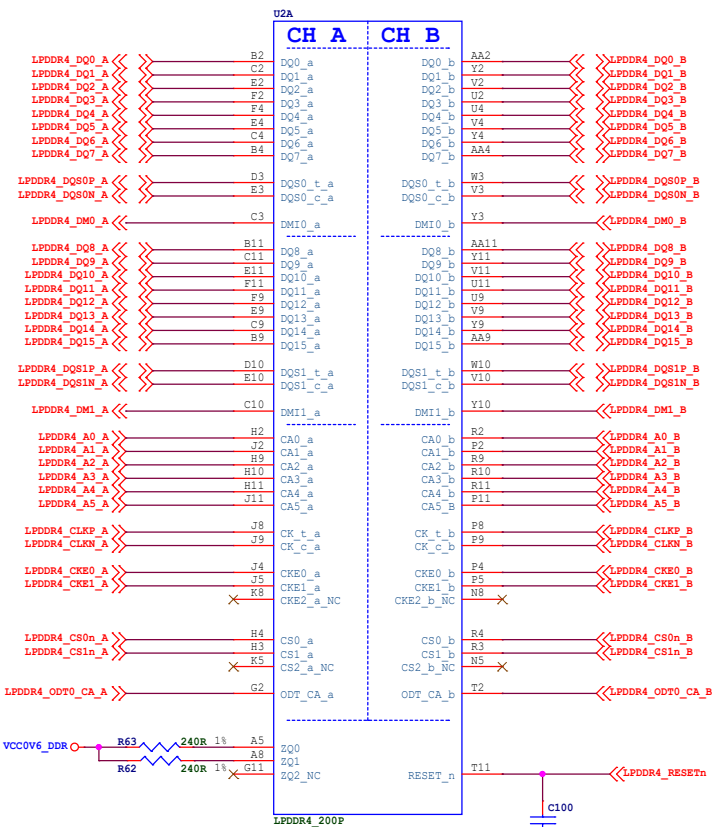 U2A
CH A CH B
LPDDR4_DQ0_A B2 DQ0_a DQ0_b AA2 LPDDR4_DQ0_B
LPDDR4_DQ1_A C2 DQ1_a DQ1_b Y2 LPDDR4_DQ1_B
LPDDR4_DQ2_A E2 DQ2_a DQ2_b V2 LPDDR4_DQ2_B
LPDDR4_DQ3_A F2 DQ3_a DQ3_b U2 LPDDR4_DQ3_B
LPDDR4_DQ4_A F4 DQ4_a DQ4_b U4 LPDDR4_DQ4_B
LPDDR4_DQ5_A E4 DQ5_a DQ5_b V4 LPDDR4_DQ5_B
LPDDR4_DQ6_A C4 DQ6_a DQ6_b Y4 LPDDR4_DQ6_B
LPDDR4_DQ7_A B4 DQ7_a DQ7_b AA4 LPDDR4_DQ7_B
LPDDR4_DQS0P_A D3 DQS0_t_a DQS0_t_b W3 LPDDR4_DQS0P_B
LPDDR4_DQS0N_A E3 DQS0_c_a DQS0_c_b V3 LPDDR4_DQS0N_B
LPDDR4_DM0_A C3 DMI0_a DMI0_b Y3 LPDDR4_DM0_B
LPDDR4_DQ8_A B11 DQ8_a DQ8_b AA11 LPDDR4_DQ8_B
LPDDR4_DQ9_A C11 DQ9_a DQ9_b Y11 LPDDR4_DQ9_B
LPDDR4_DQ10_A E11 DQ10_a DQ10_b V11 LPDDR4_DQ10_B
LPDDR4_DQ11_A F11 DQ11_a DQ11_b U11 LPDDR4_DQ11_B
LPDDR4_DQ12_A F9 DQ12_a DQ12_b U9 LPDDR4_DQ12_B
LPDDR4_DQ13_A E9 DQ13_a DQ13_b V9 LPDDR4_DQ13_B
LPDDR4_DQ14_A C9 DQ14_a DQ14_b Y9 LPDDR4_DQ14_B
LPDDR4_DQ15_A B9 DQ15_a DQ15_b AA9 LPDDR4_DQ15_B
LPDDR4_DQS1P_A D10 DQS1_t_a DQS1_t_b W10 LPDDR4_DQS1P_B
LPDDR4_DQS1N_A E10 DQS1_c_a DQS1_c_b V10 LPDDR4_DQS1N_B
LPDDR4_DM1_A C10 DMI1_a DMI1_b Y10 LPDDR4_DM1_B
LPDDR4_A0_A H2 CA0_a CA0_b R2 LPDDR4_A0_B
LPDDR4_A1_A J2 CA1_a CA1_b P2 LPDDR4_A1_B
LPDDR4_A2_A H9 CA2_a CA2_b R9 LPDDR4_A2_B
LPDDR4_A3_A H10 CA3_a CA3_b R10 LPDDR4_A3_B
LPDDR4_A4_A H11 CA4_a CA4_b R11 LPDDR4_A4_B
LPDDR4_A5_A J11 CA5_a CA5_B P11 LPDDR4_A5_B
LPDDR4_CLKP_A J8 CK_t_a CK_t_b P8 LPDDR4_CLKP_B
LPDDR4_CLKN_A J9 CK_c_a CK_c_b P9 LPDDR4_CLKN_B
LPDDR4_CKE0_A J4 CKE0_a CKE0_b P4 LPDDR4_CKE0_B
LPDDR4_CKE1_A J5 CKE1_a CKE1_b P5 LPDDR4_CKE1_B
K8 CKE2_a_NC CKE2_b_NC N8
LPDDR4_CS0n_A H4 CS0_a CS0_b R4 LPDDR4_CS0n_B
LPDDR4_CS1n_A H3 CS1_a CS1_b R3 LPDDR4_CS1n_B
K5 CS2_a_NC CS2_b_NC N5
LPDDR4_ODT0_CA_A G2 ODT_CA_a ODT_CA_b T2 LPDDR4_ODT0_CA_B
VCC0V6_DDR R63 240R 1% A5 ZQ0
R62 240R 1% A8 ZQ1
G11 ZQ2_NC RESET_n T11 LPDDR4_RESETn
C100
LPDDR4_200P